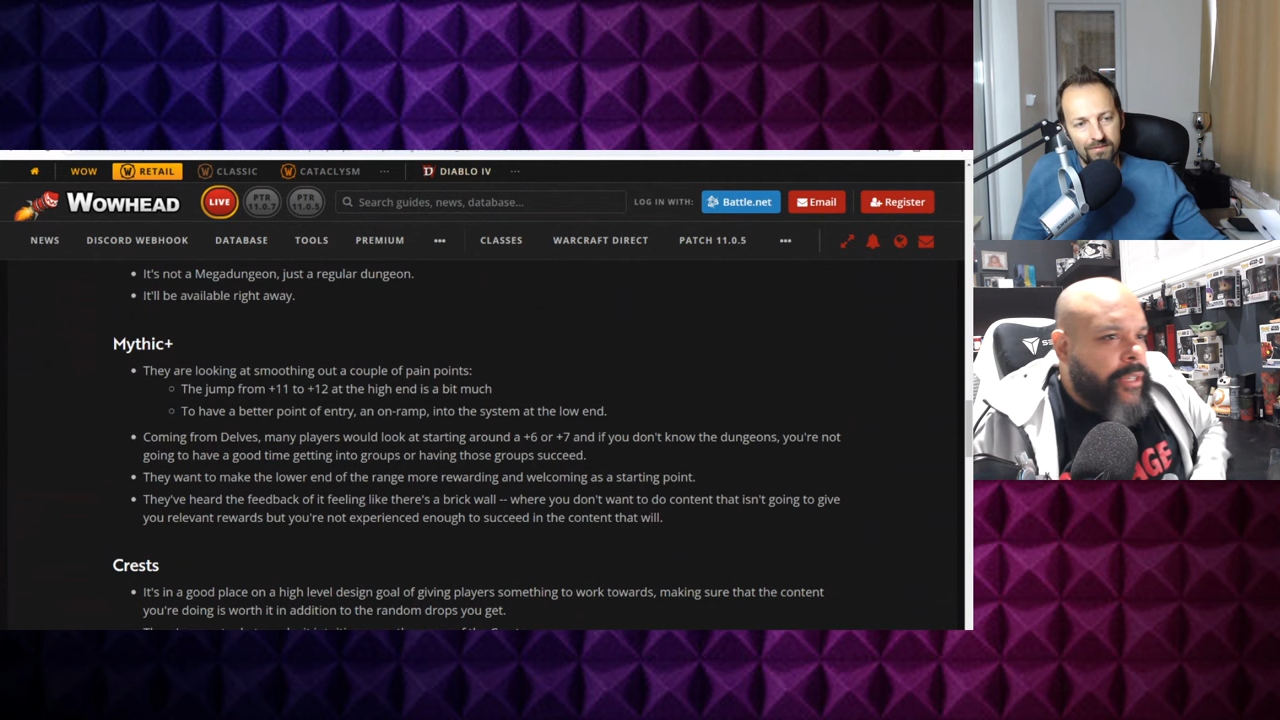 WOW
RETAIL
CLASSIC
CATACLYSM
DIABLO IV
WOWHEAD
LIVE
PTR 11.0.7
PTR 11.0.5
Search guides, news, database...
LOG IN WITH:
Battle.net
Email
Register
NEWS
DISCORD WEBHOOK
DATABASE
TOOLS
PREMIUM
CLASSES
WARCRAFT DIRECT
PATCH 11.0.5
It's not a Megadungeon, just a regular dungeon.
It'll be available right away.
Mythic+
They are looking at smoothing out a couple of pain points:
The jump from +11 to +12 at the high end is a bit much
To have a better point of entry, an on-ramp, into the system at the low end.
Coming from Delves, many players would look at starting around a +6 or +7 and if you don't know the dungeons, you're not
going to have a good time getting into groups or having those groups succeed.
They want to make the lower end of the range more rewarding and welcoming as a starting point.
They've heard the feedback of it feeling like there's a brick wall -- where you don't want to do content that isn't going to give
you relevant rewards but you're not experienced enough to succeed in the content that will.
Crests
It's in a good place on a high level design goal of giving players something to work towards, making sure that the content
you're doing is worth it in addition to the random drops you get.